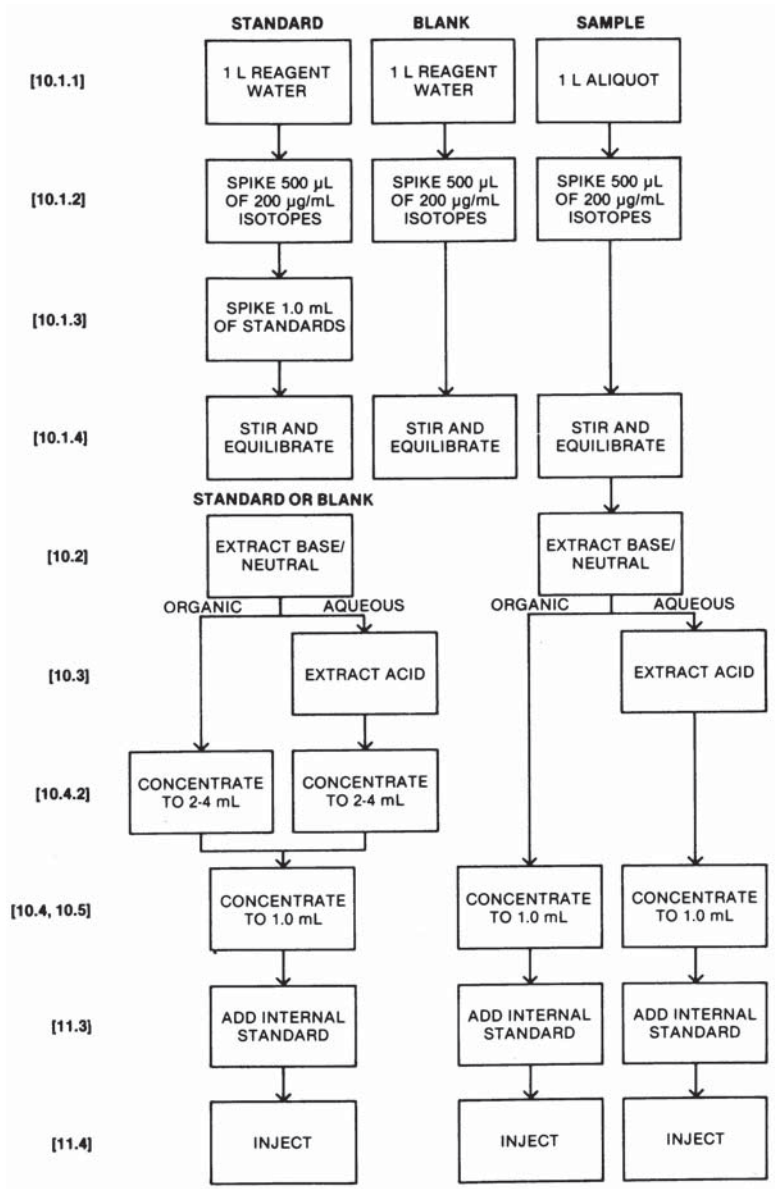 STANDARD BLANK SAMPLE
[10.1.1]
1 L REAGENT
WATER
1 L REAGENT
WATER
1 L ALIQUOT
[10.1.2]
SPIKE 500 µL
OF 200 µg/mL
ISOTOPES
SPIKE 500 µL
OF 200 µg/mL
ISOTOPES
SPIKE 500 µL
OF 200 µg/mL
ISOTOPES
[10.1.3]
SPIKE 1.0 mL
OF STANDARDS
[10.1.4]
STIR AND
EQUILIBRATE
STIR AND
EQUILIBRATE
STIR AND
EQUILIBRATE
STANDARD OR BLANK
[10.2]
EXTRACT BASE/
NEUTRAL
EXTRACT BASE/
NEUTRAL
ORGANIC AQUEOUS ORGANIC AQUEOUS
[10.3]
EXTRACT ACID
EXTRACT ACID
[10.4.2]
CONCENTRATE
TO 2-4 mL
CONCENTRATE
TO 2-4 mL
[10.4, 10.5]
CONCENTRATE
TO 1.0 mL
CONCENTRATE
TO 1.0 mL
CONCENTRATE
TO 1.0 mL
[11.3]
ADD INTERNAL
STANDARD
ADD INTERNAL
STANDARD
ADD INTERNAL
STANDARD
[11.4]
INJECT
INJECT
INJECT